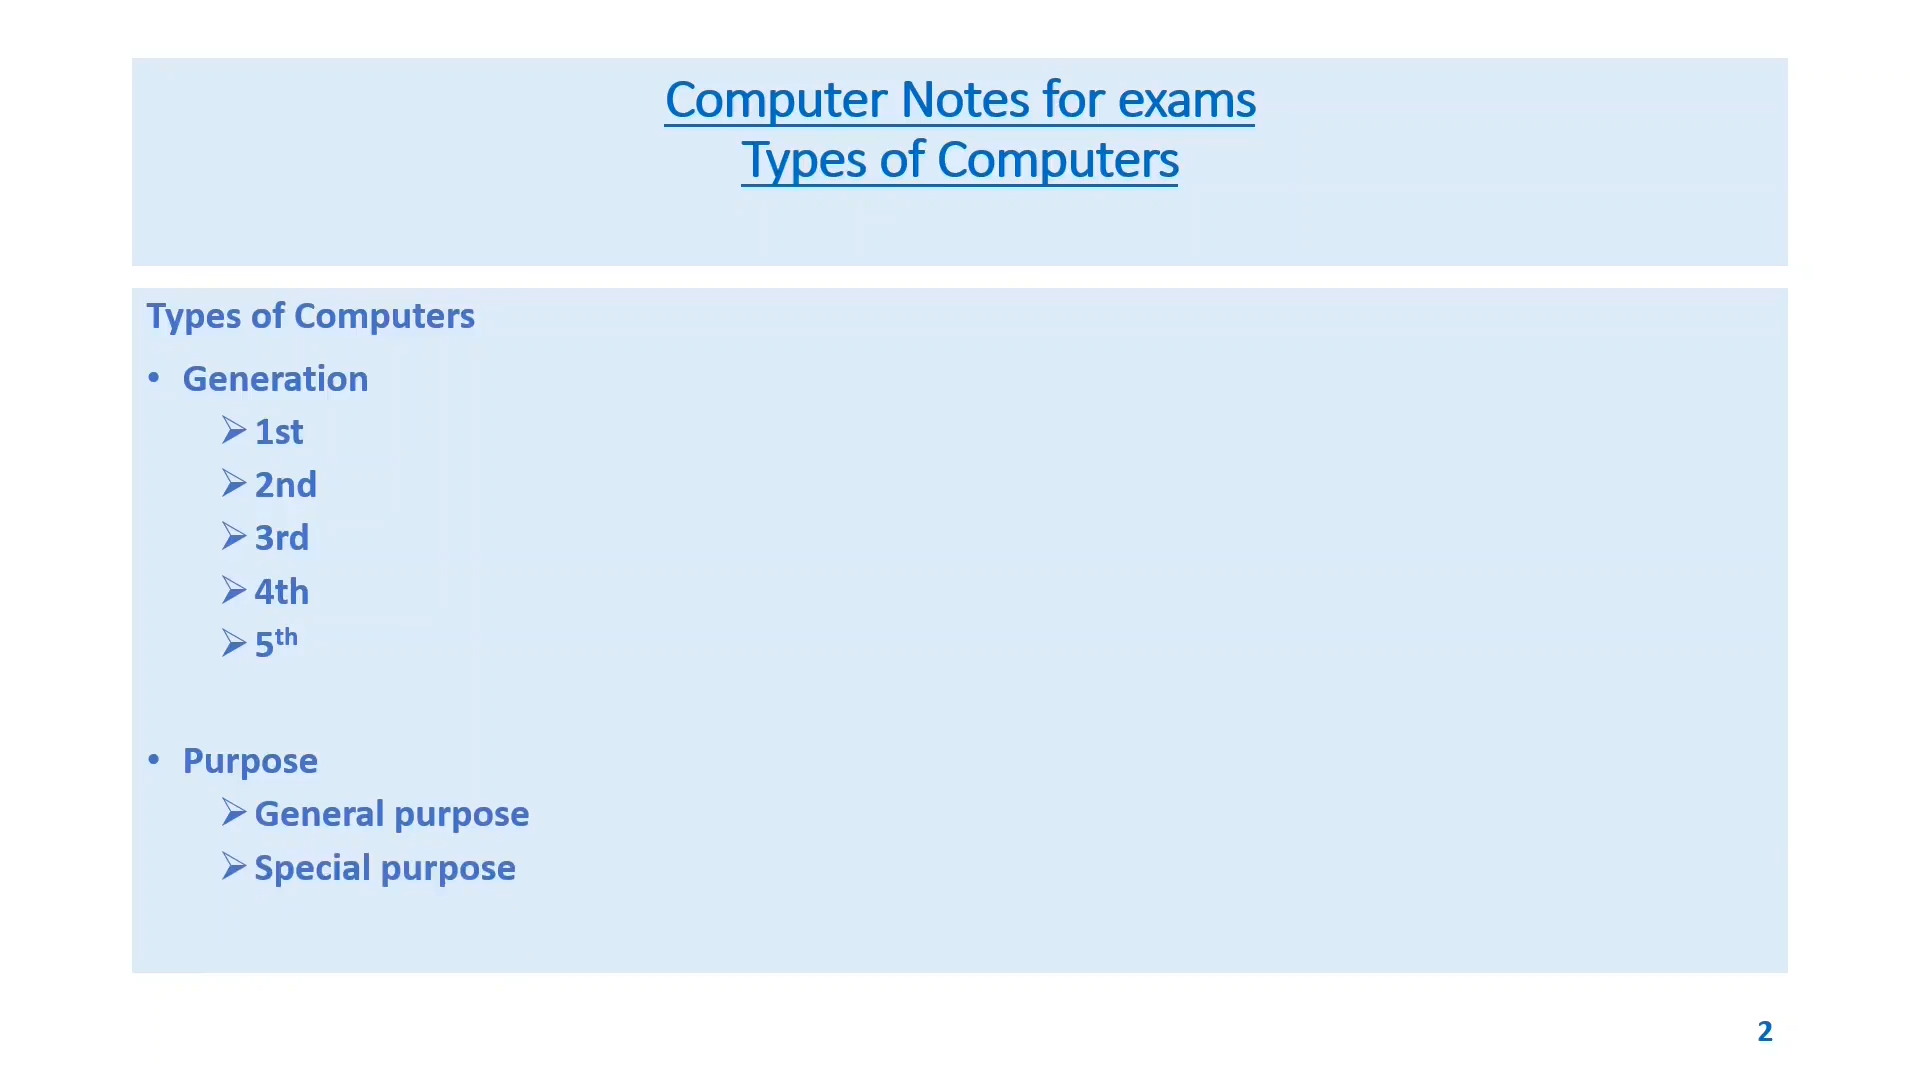 Computer Notes for exams
Types of Computers
Types of Computers
• Generation
➢ 1st
➢ 2nd
➢ 3rd
➢ 4th
➢ 5th
• Purpose
➢ General purpose
➢ Special purpose
2